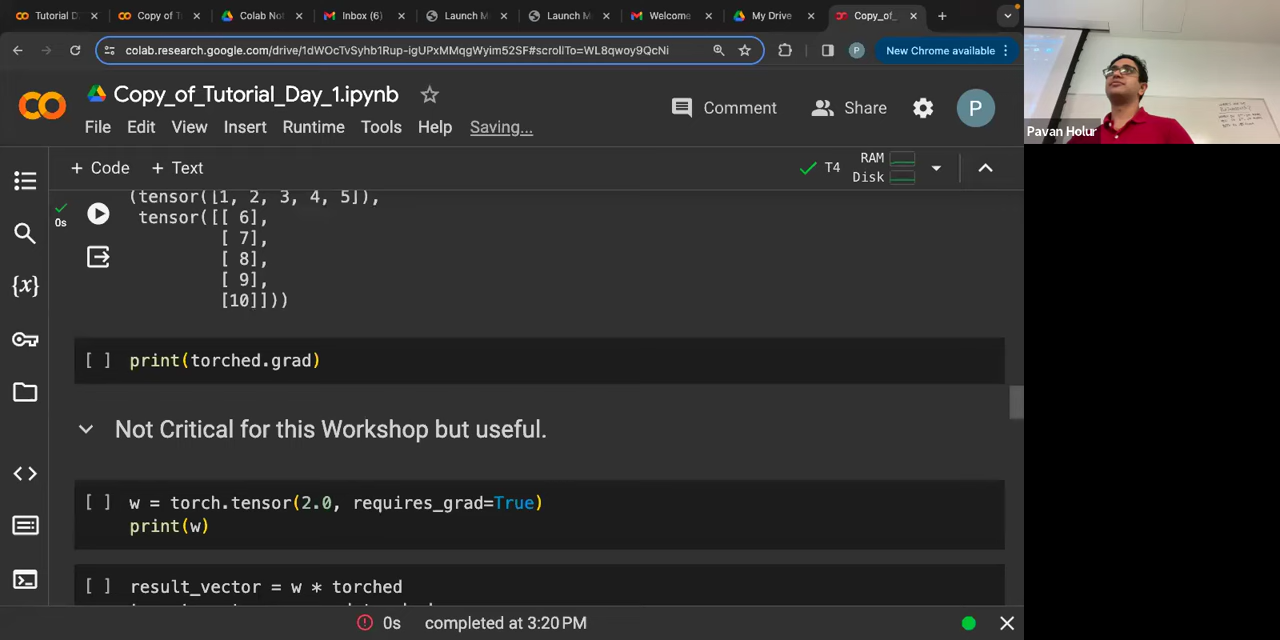 Tutorial D
Copy of T
Colab Not
Inbox (6)
Launch M
Launch M
Welcome
My Drive
Copy_of_
colab.research.google.com/drive/1dWOcTvSyhb1Rup-igUPxMMqgWyim52SF#scrollTo=WL8qwoy9QcNi
P
New Chrome available
Copy_of_Tutorial_Day_1.ipynb
Comment
Share
P
File Edit View Insert Runtime Tools Help Saving...
+ Code + Text
T4
RAM
Disk
(tensor([1, 2, 3, 4, 5]),
tensor([[ 6],
[ 7],
[ 8],
[ 9],
[10]]))
0s
[ ] print(torched.grad)
Not Critical for this Workshop but useful.
[ ] w = torch.tensor(2.0, requires_grad=True)
print(w)
[ ] result_vector = w * torched
0s completed at 3:20 PM
Pavan Holur